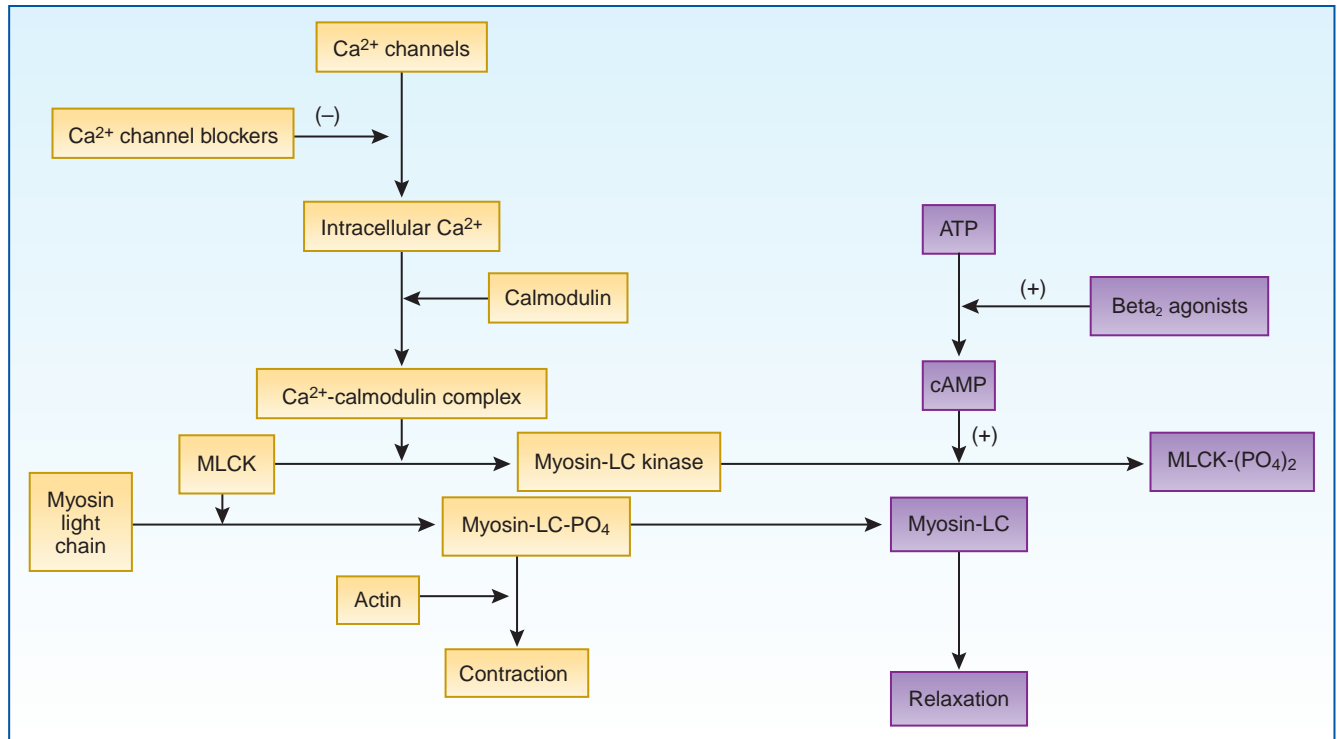 Ca²⁺ channels
(–)
Ca²⁺ channel blockers
Intracellular Ca²⁺
ATP
Calmodulin
(+)
Beta₂ agonists
Ca²⁺-calmodulin complex
cAMP
(+)
MLCK
Myosin-LC kinase
MLCK-(PO₄)₂
Myosin
light
chain
Myosin-LC-PO₄
Myosin-LC
Actin
Contraction
Relaxation